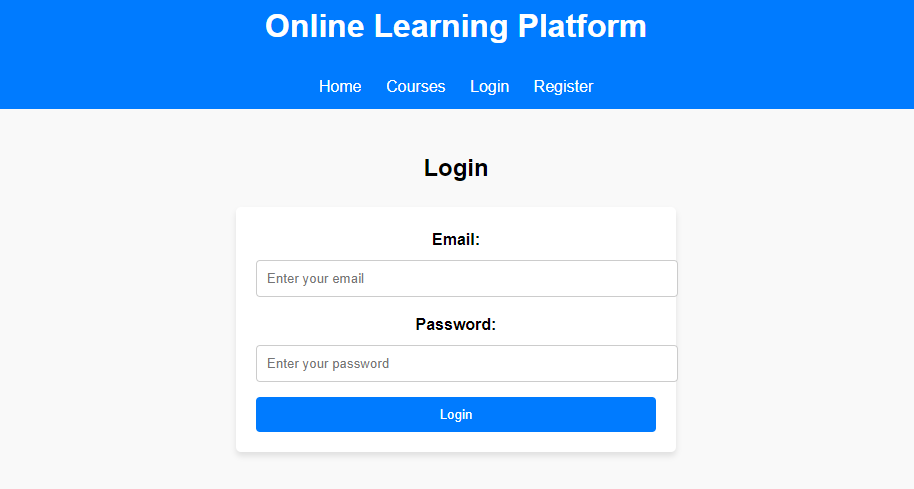 Online Learning Platform
Home Courses Login Register
Login
Email:
Enter your email
Password:
Enter your password
Login